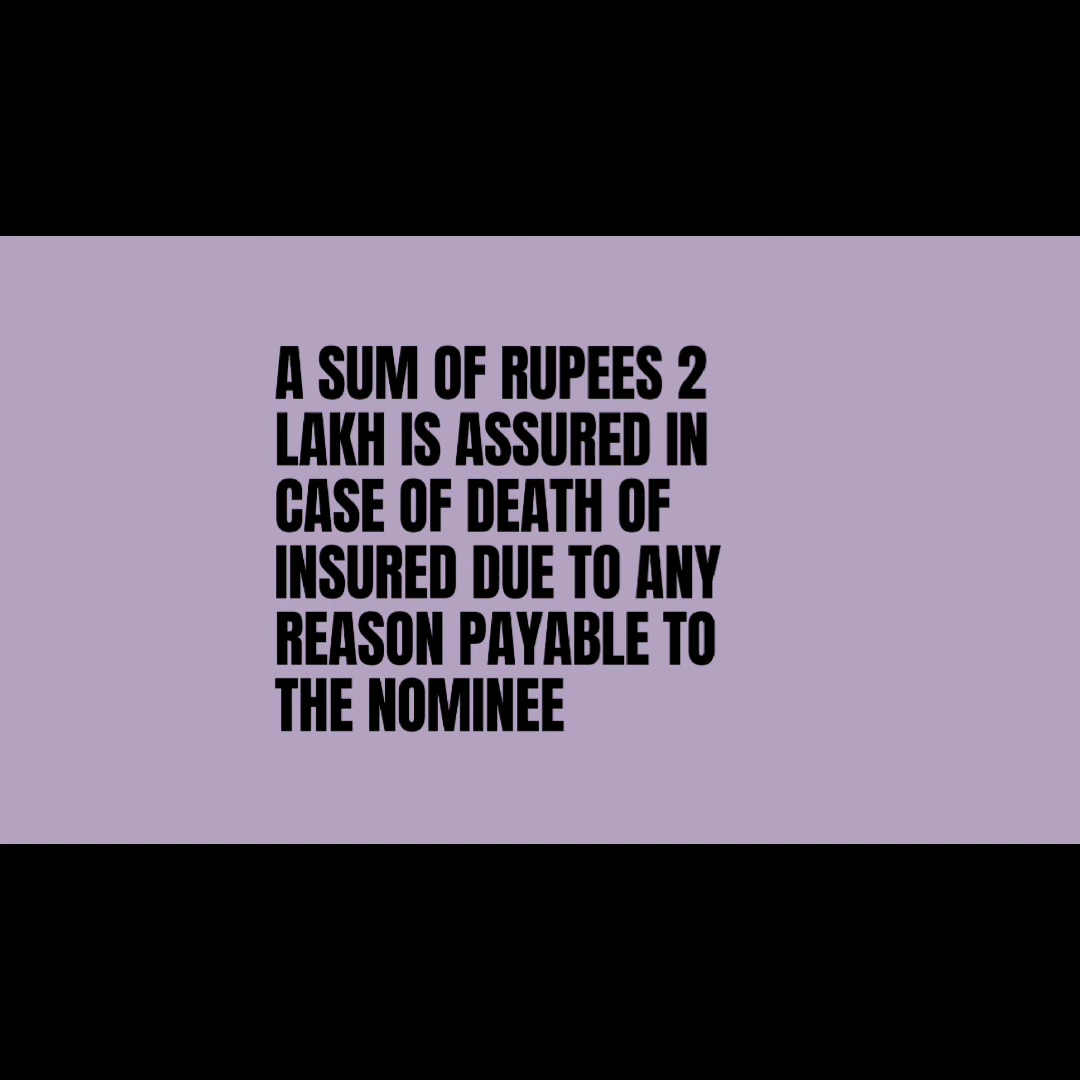 A SUM OF RUPEES 2
LAKH IS ASSURED IN
CASE OF DEATH OF
INSURED DUE TO ANY
REASON PAYABLE TO
THE NOMINEE